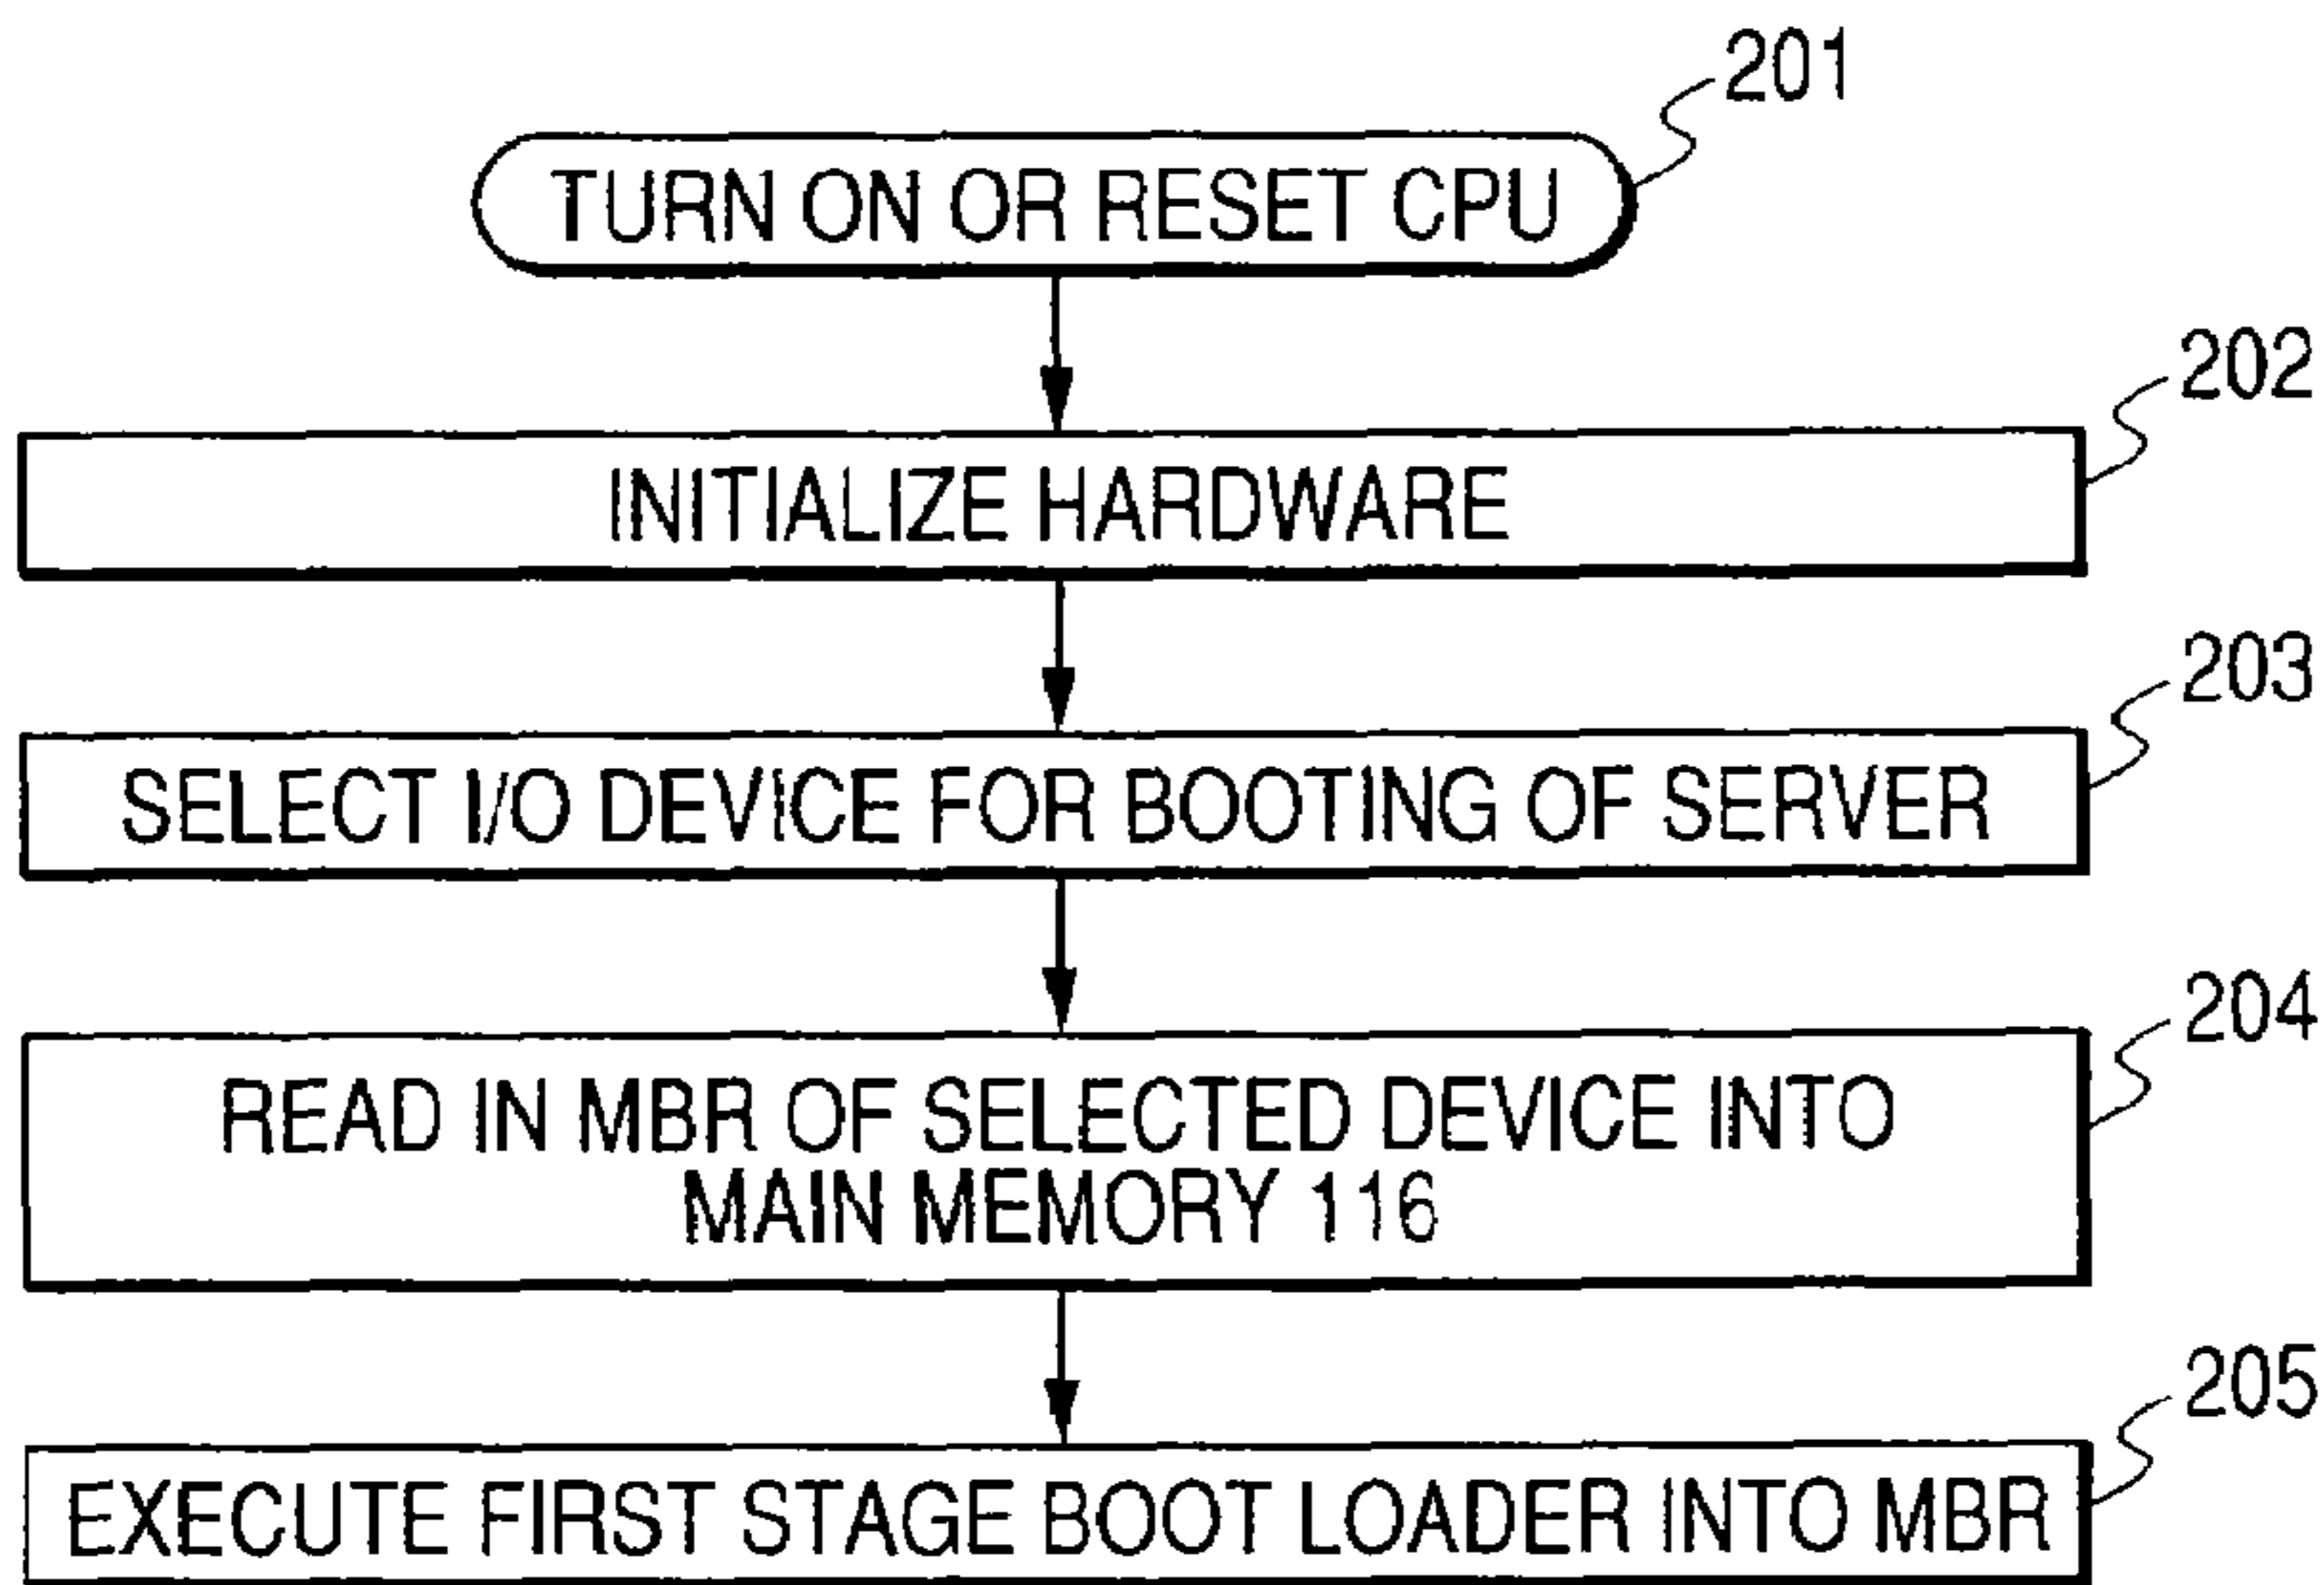 201
TURN ON OR RESET CPU
202
INITIALIZE HARDWARE
203
SELECT I/O DEVICE FOR BOOTING OF SERVER
204
READ IN MBR OF SELECTED DEVICE INTO
MAIN MEMORY 116
205
EXECUTE FIRST STAGE BOOT LOADER INTO MBR